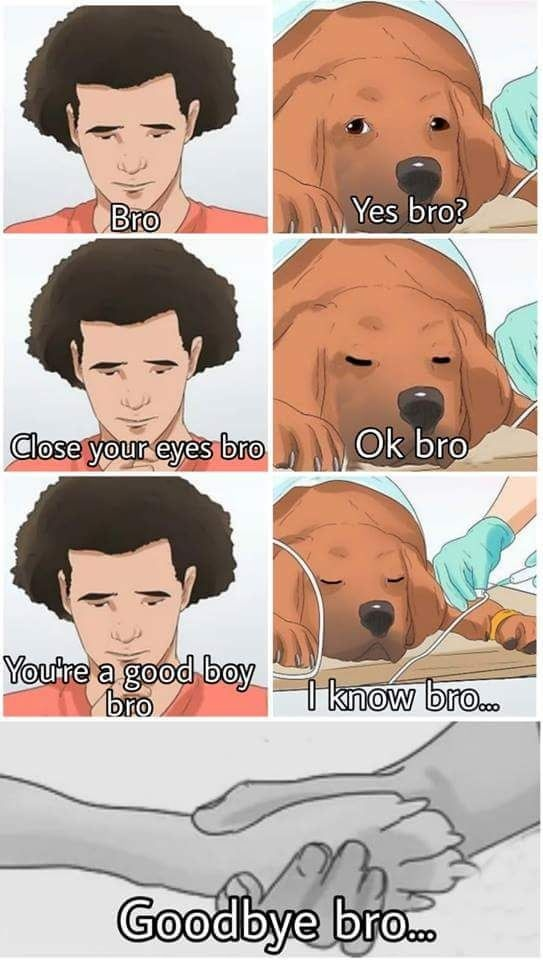 Bro
Yes bro?
Close your eyes bro
Ok bro
You're a good boy
bro
I know bro...
Goodbye bro...